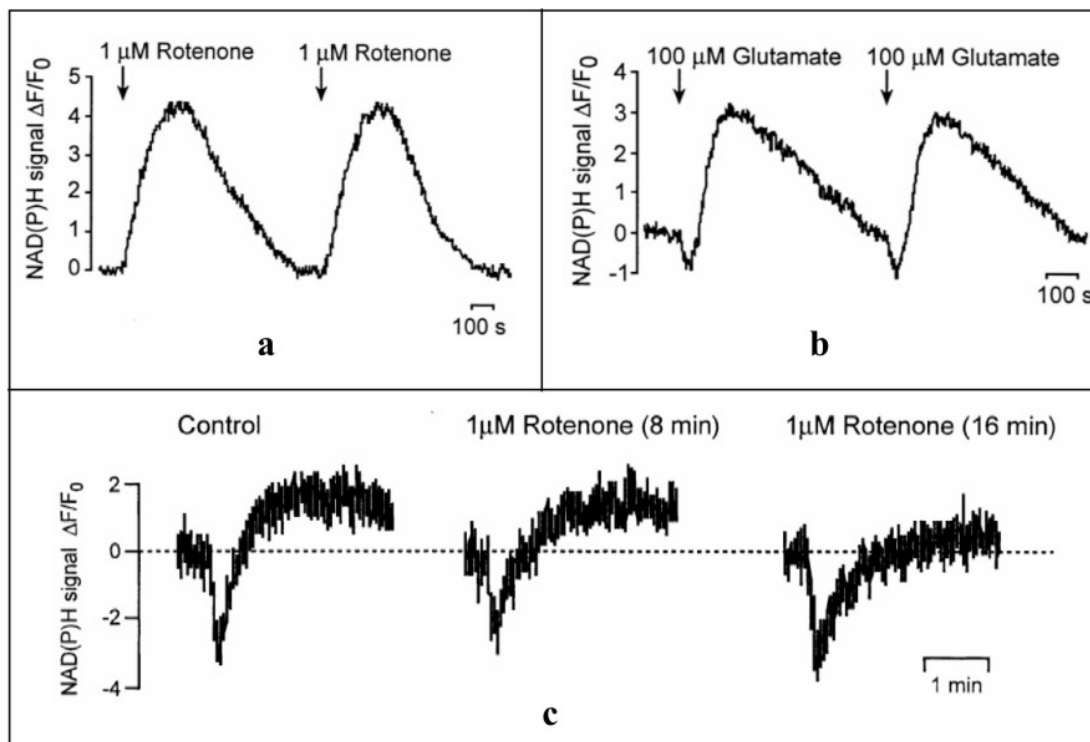 1 μM Rotenone 1 μM Rotenone
NAD(P)H signal ΔF/F0
5
4
3
2
1
0
100 s
a
100 μM Glutamate 100 μM Glutamate
NAD(P)H signal ΔF/F0
4
3
2
1
0
-1
100 s
b
Control 1μM Rotenone (8 min) 1μM Rotenone (16 min)
NAD(P)H signal ΔF/F0
2
0
-2
-4
1 min
c